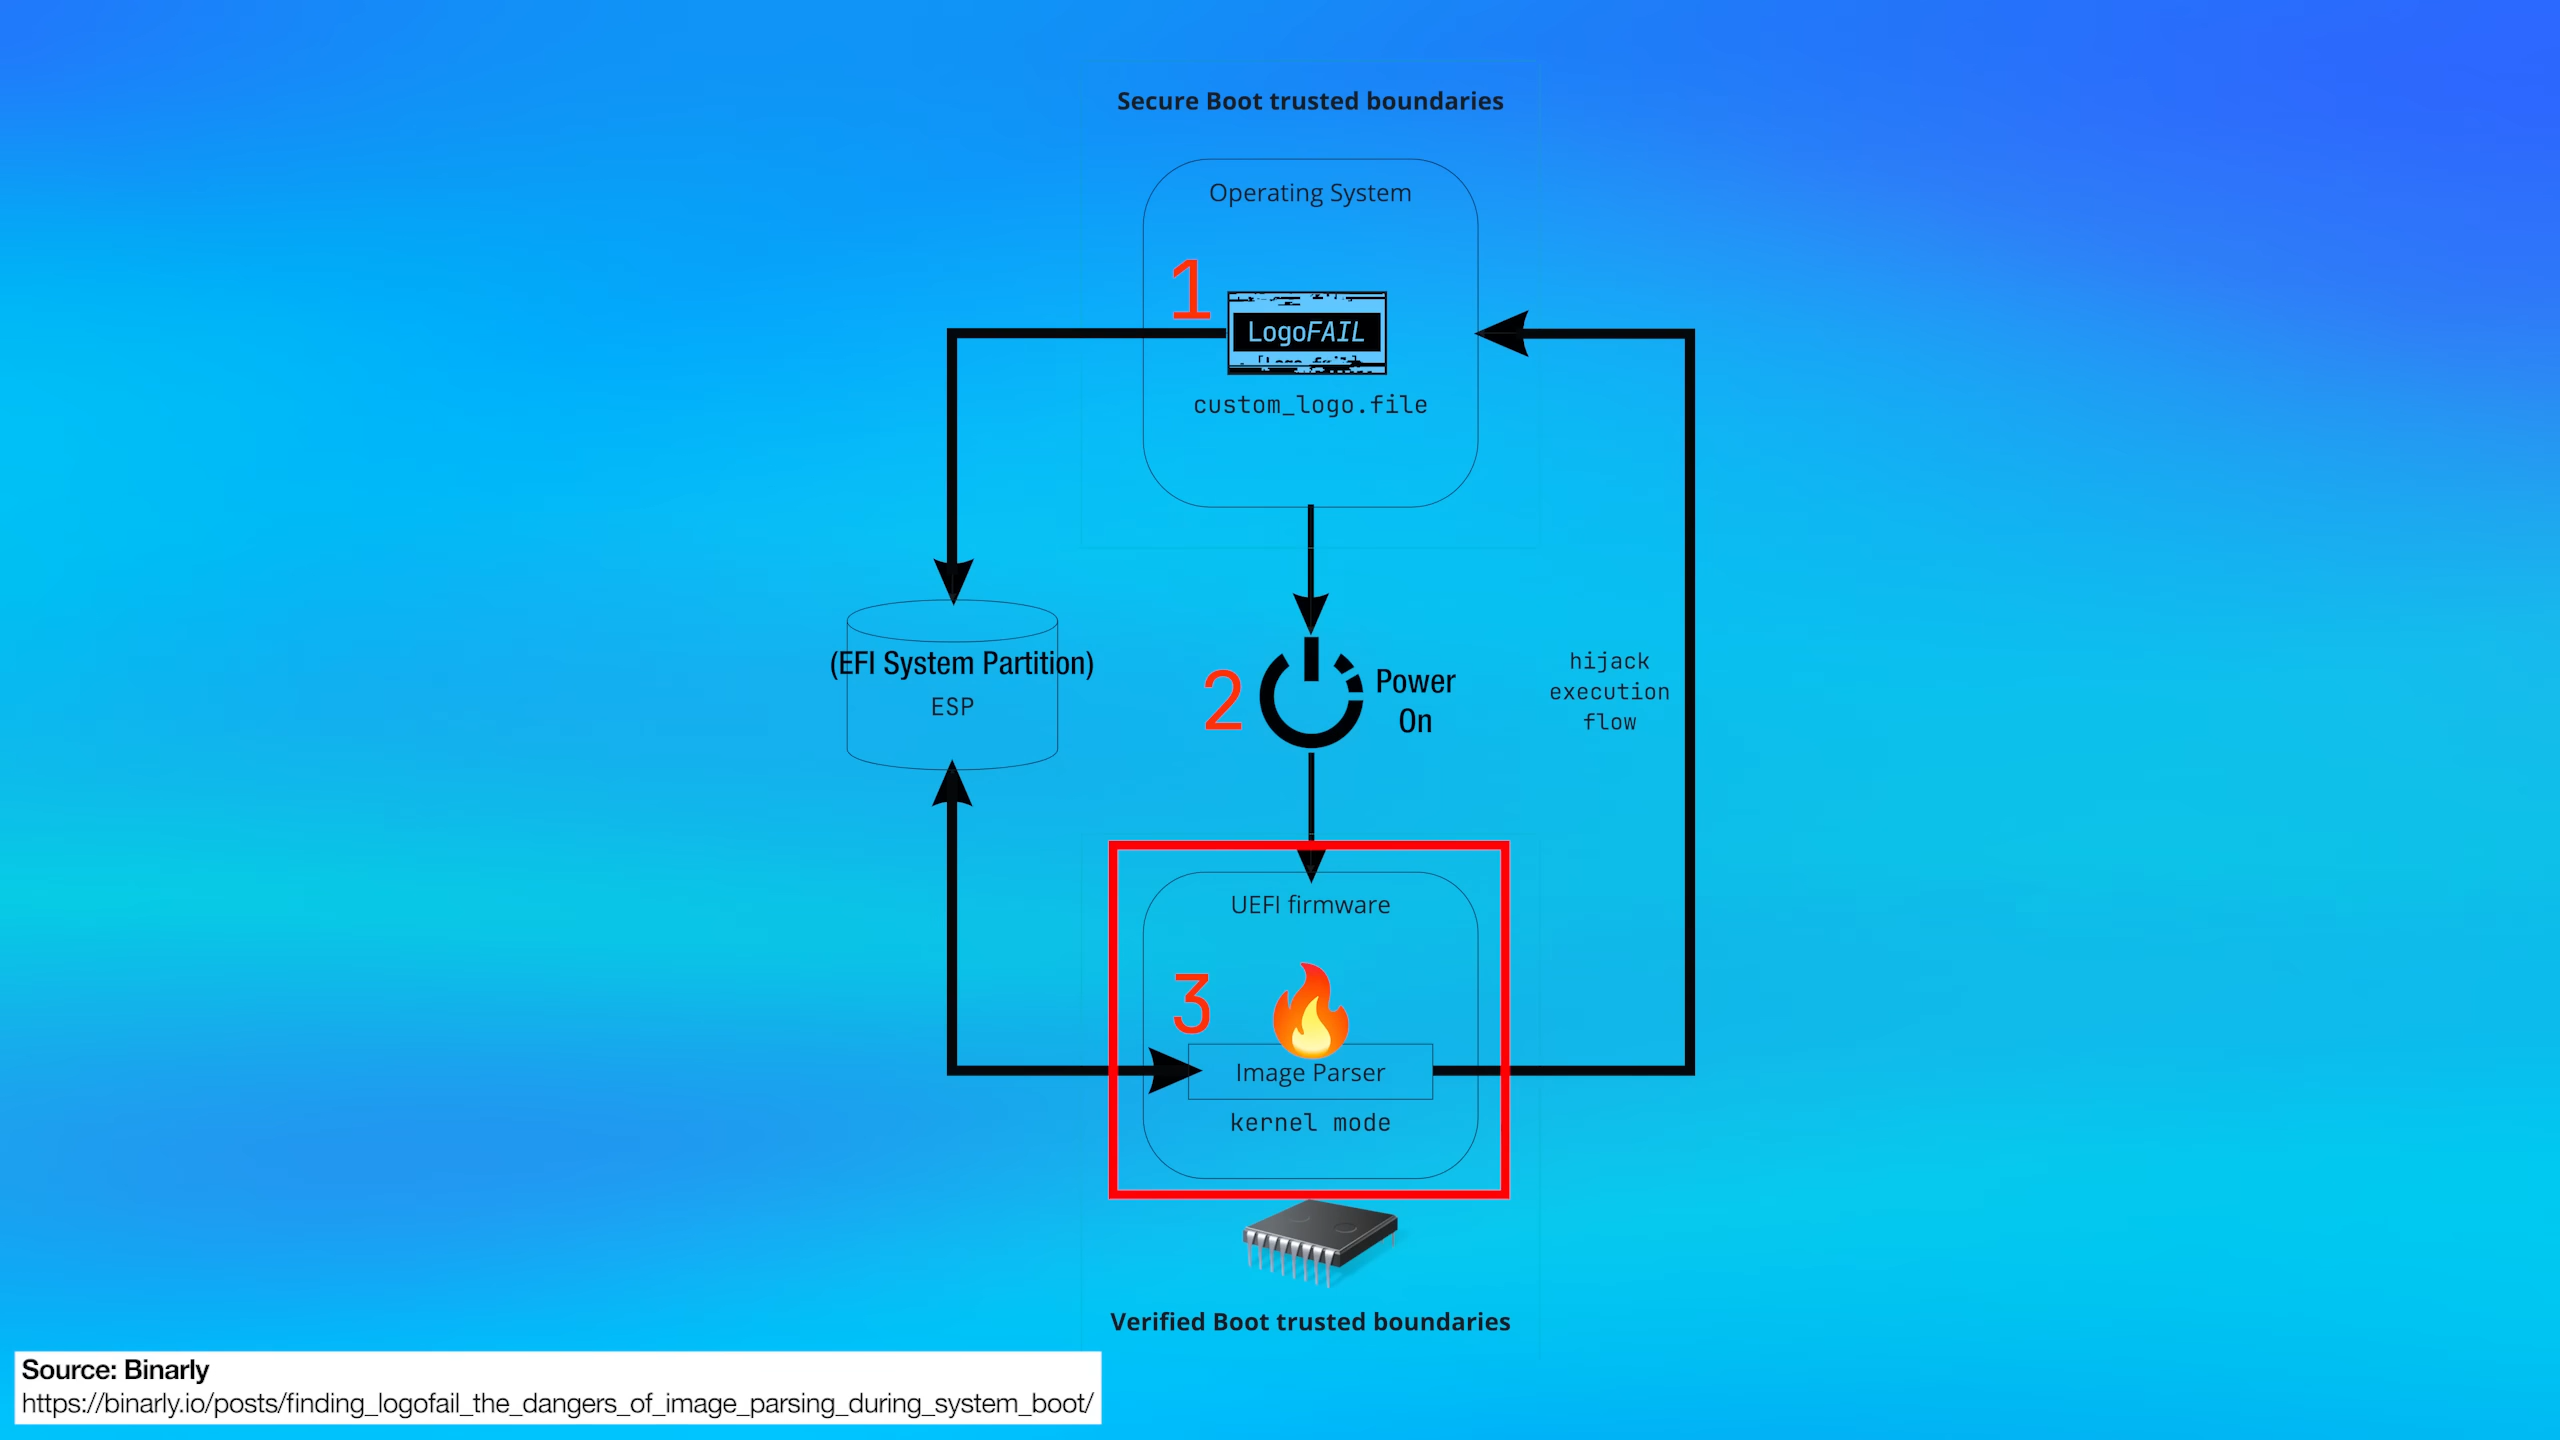 Secure Boot trusted boundaries
Operating System
1
LogoFAIL
custom_logo.file
(EFI System Partition)
ESP
2
Power
On
hijack
execution
flow
UEFI firmware
3
Image Parser
kernel mode
Verified Boot trusted boundaries
Source: Binarly
https://binarly.io/posts/finding_logofail_the_dangers_of_image_parsing_during_system_boot/